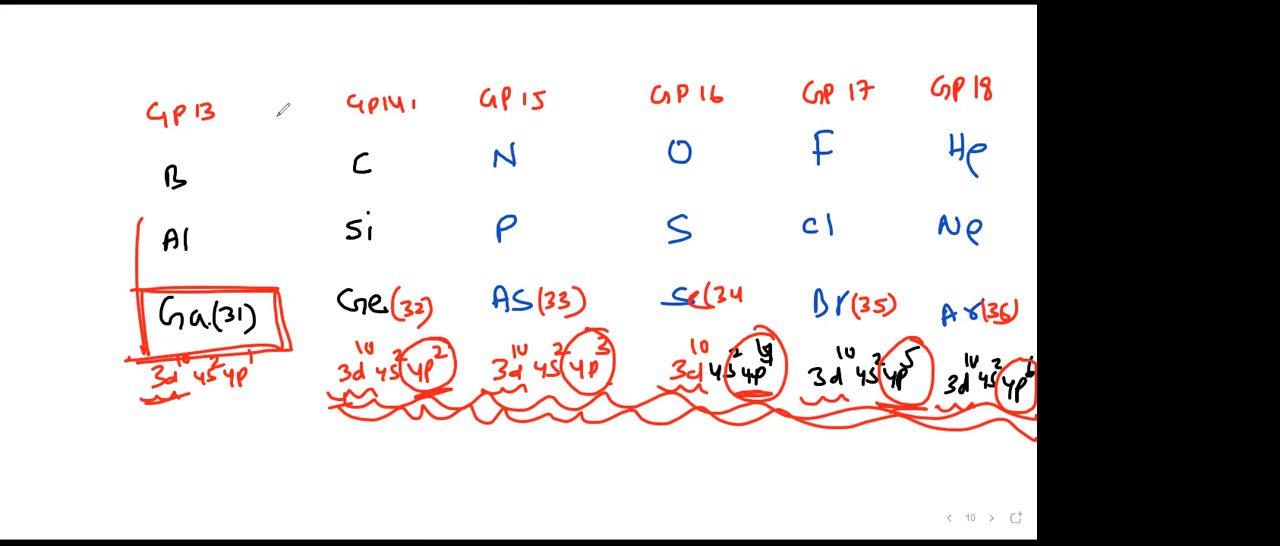 GP 13 GP 14 GP 15 GP 16 GP 17 GP 18
B C N O F He
Al Si P S Cl Ne
Ga.(31) Ge(32) AS(33) Se(34 Br(35) Ar(36)
3d¹⁰ 4s² 4p¹ 3d¹⁰ 4s² 4p² 3d¹⁰ 4s² 4p³ 3d¹⁰ 4s² 4p⁴ 3d¹⁰ 4s² 4p⁵ 3d¹⁰ 4s² 4p⁶
10